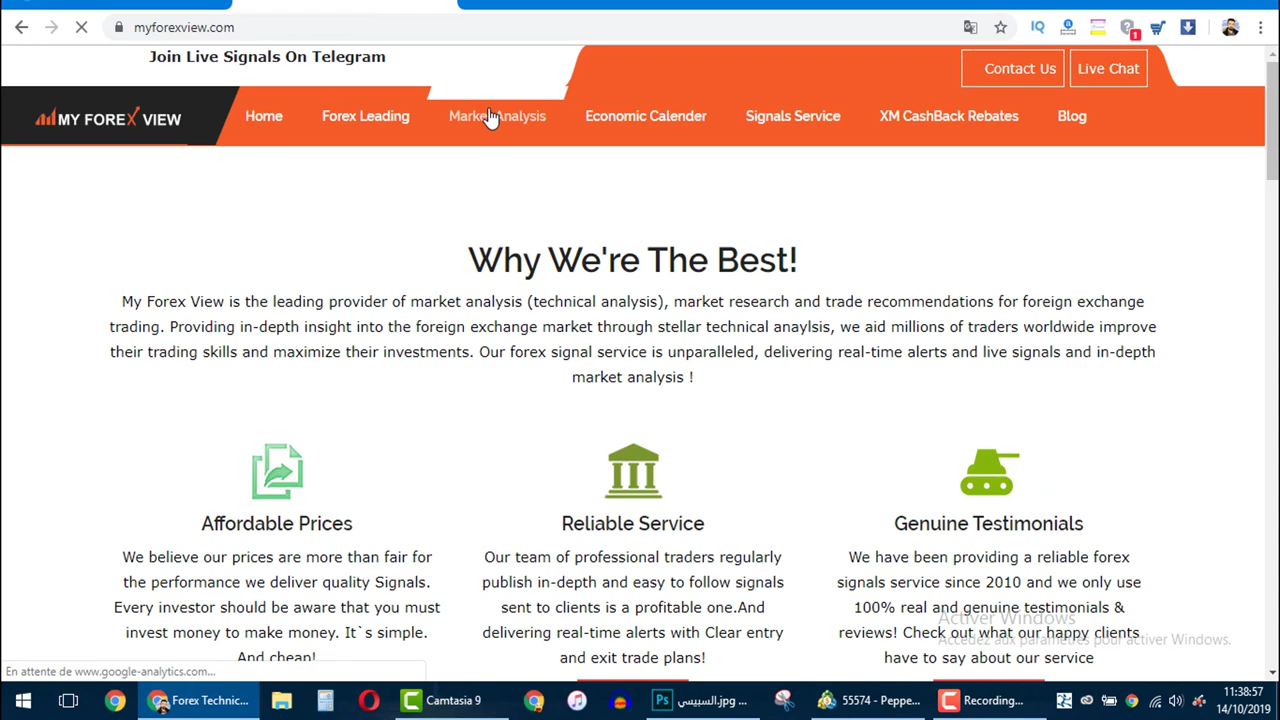 myforexview.com
1
Join Live Signals On Telegram
Contact Us
Live Chat
MY FOREX VIEW
Home
Forex Leading
Market Analysis
Economic Calender
Signals Service
XM CashBack Rebates
Blog
Why We're The Best!
My Forex View is the leading provider of market analysis (technical analysis), market research and trade recommendations for foreign exchange
trading. Providing in-depth insight into the foreign exchange market through stellar technical anaylsis, we aid millions of traders worldwide improve
their trading skills and maximize their investments. Our forex signal service is unparalleled, delivering real-time alerts and live signals and in-depth
market analysis !
Affordable Prices
We believe our prices are more than fair for
the performance we deliver quality Signals.
Every investor should be aware that you must
invest money to make money. It`s simple.
And cheap!
Reliable Service
Our team of professional traders regularly
publish in-depth and easy to follow signals
sent to clients is a profitable one.And
delivering real-time alerts with Clear entry
and exit trade plans!
Genuine Testimonials
We have been providing a reliable forex
signals service since 2010 and we only use
100% real and genuine testimonials &
reviews! Check out what our happy clients
have to say about our service
Activer Windows
Accédez aux paramètres pour activer Windows.
En attente de www.google-analytics.com...
Forex Technic...
Camtasia 9
السبيسي.jpg ...
55574 - Peppe...
Recording...
11:38:57
14/10/2019